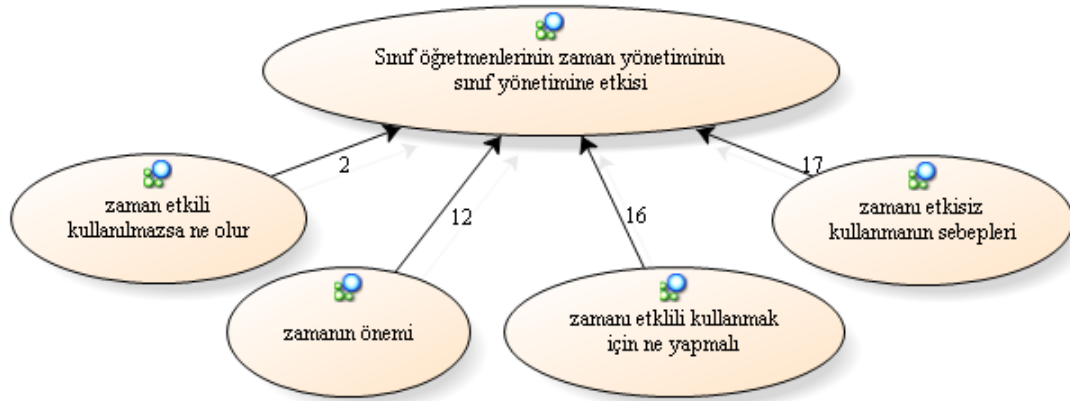 Sınıf öğretmenlerinin zaman yönetiminin
sınıf yönetimine etkisi
2
12
16
17
zaman etkili
kullanılmazsa ne olur
zamanın önemi
zamanı etklili kullanmak
için ne yapmalı
zamanı etkisiz
kullanmanın sebepleri